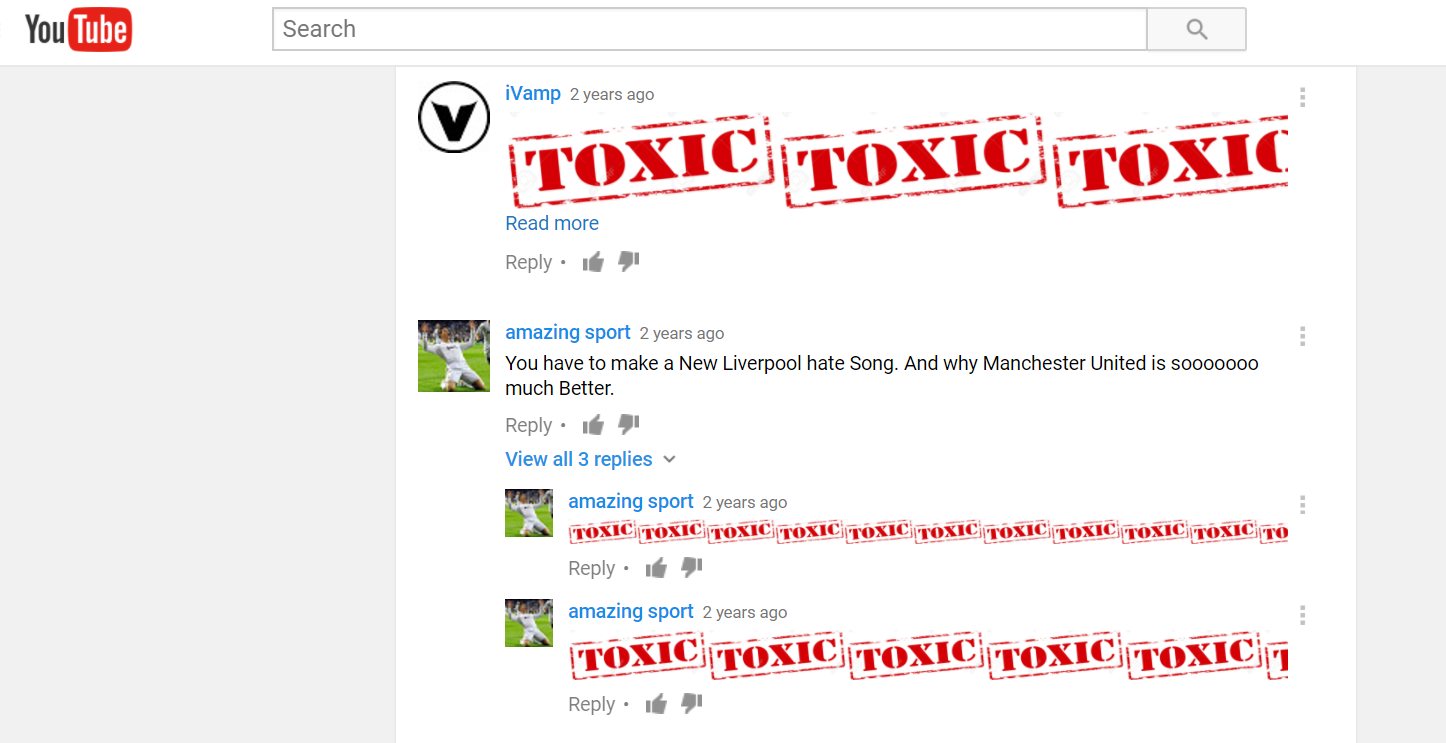 YouTube
Search
iVamp 2 years ago
TOXIC TOXIC TOXIC
Read more
Reply •
amazing sport 2 years ago
You have to make a New Liverpool hate Song. And why Manchester United is sooooooo
much Better.
Reply •
View all 3 replies
amazing sport 2 years ago
TOXIC TOXIC TOXIC TOXIC TOXIC TOXIC TOXIC TOXIC TOXIC TOXIC TO
Reply •
amazing sport 2 years ago
TOXIC TOXIC TOXIC TOXIC TOXIC T
Reply •